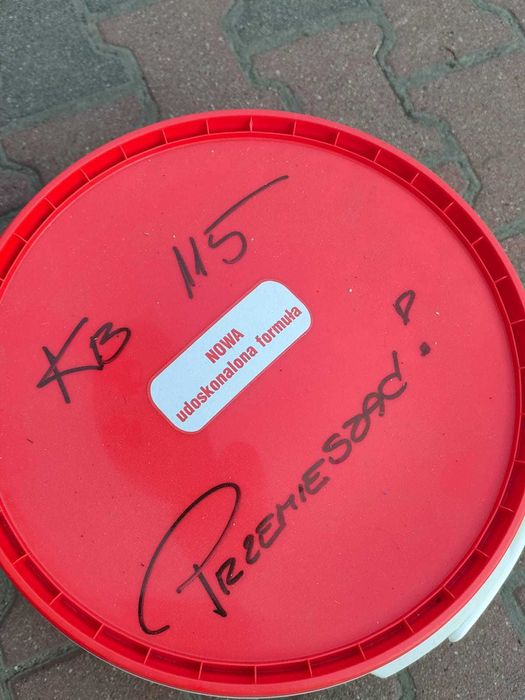 KB 115
NOWA
udoskonalona formuła
PRZEMIESZAĆ!